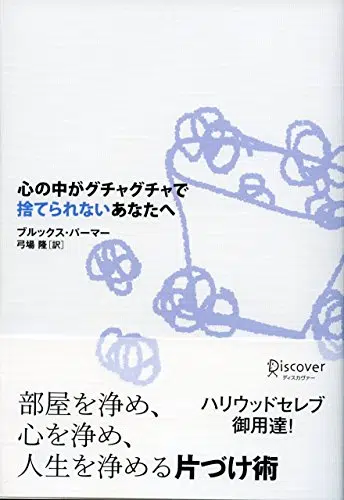 心の中がグチャグチャで
捨てられないあなたへ
ブルックス・パーマー
弓場 隆[訳]
Discover
ディスカヴァー
ハリウッドセレブ
御用達!
部屋を浄め、
心を浄め、
人生を浄める片づけ術